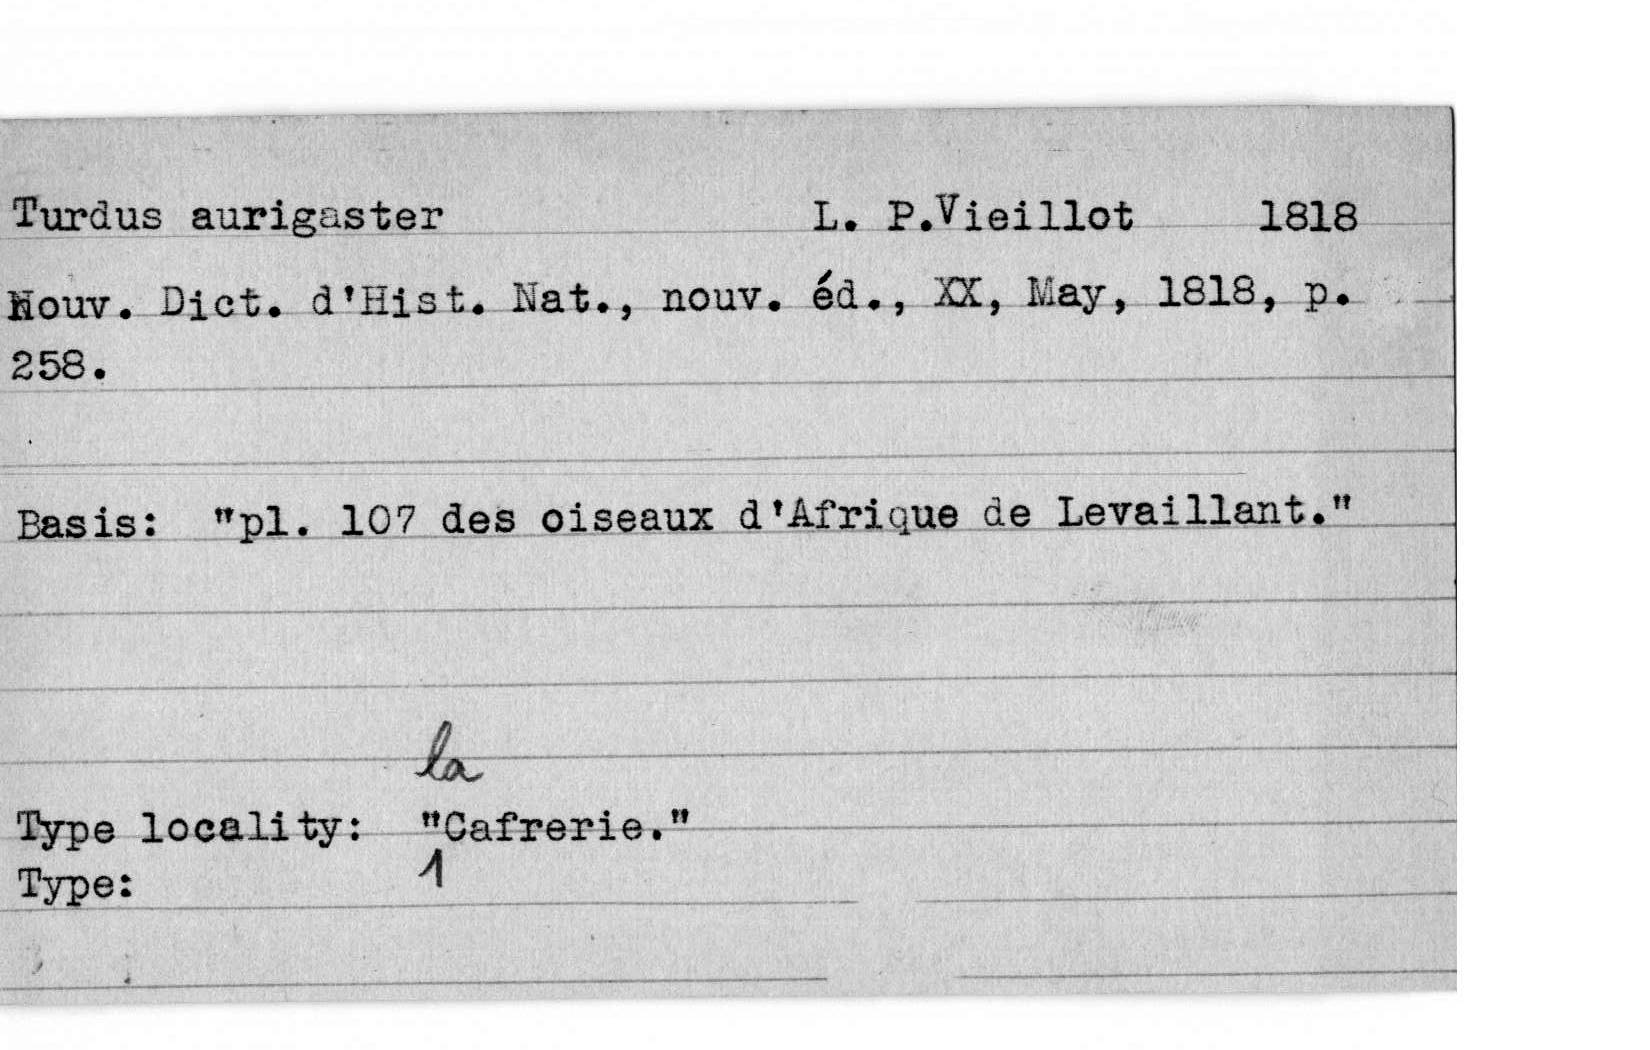 Turdus aurigaster L. P.Vieillot 1818
Nouv. Dict. d'Hist. Nat., nouv. éd., XX, May, 1818, p.
258.
Basis: "pl. 107 des oiseaux d'Afrique de Levaillant."
la
Type locality: "Cafrerie."
Type: